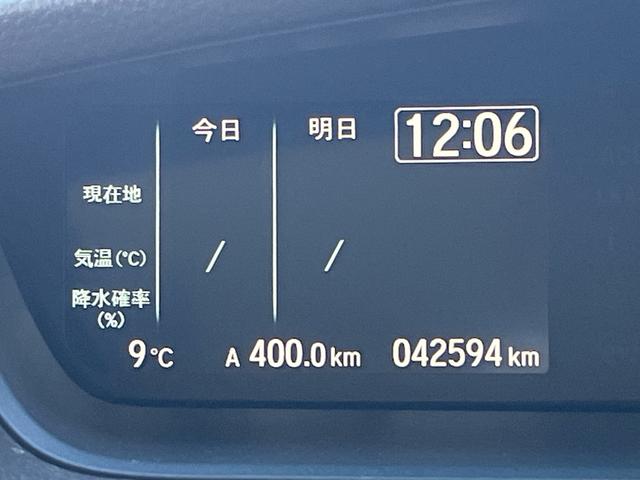 今日 明日 12:06
現在地
気温(℃) / /
降水確率
(%)
9℃ A 400.0km 042594km